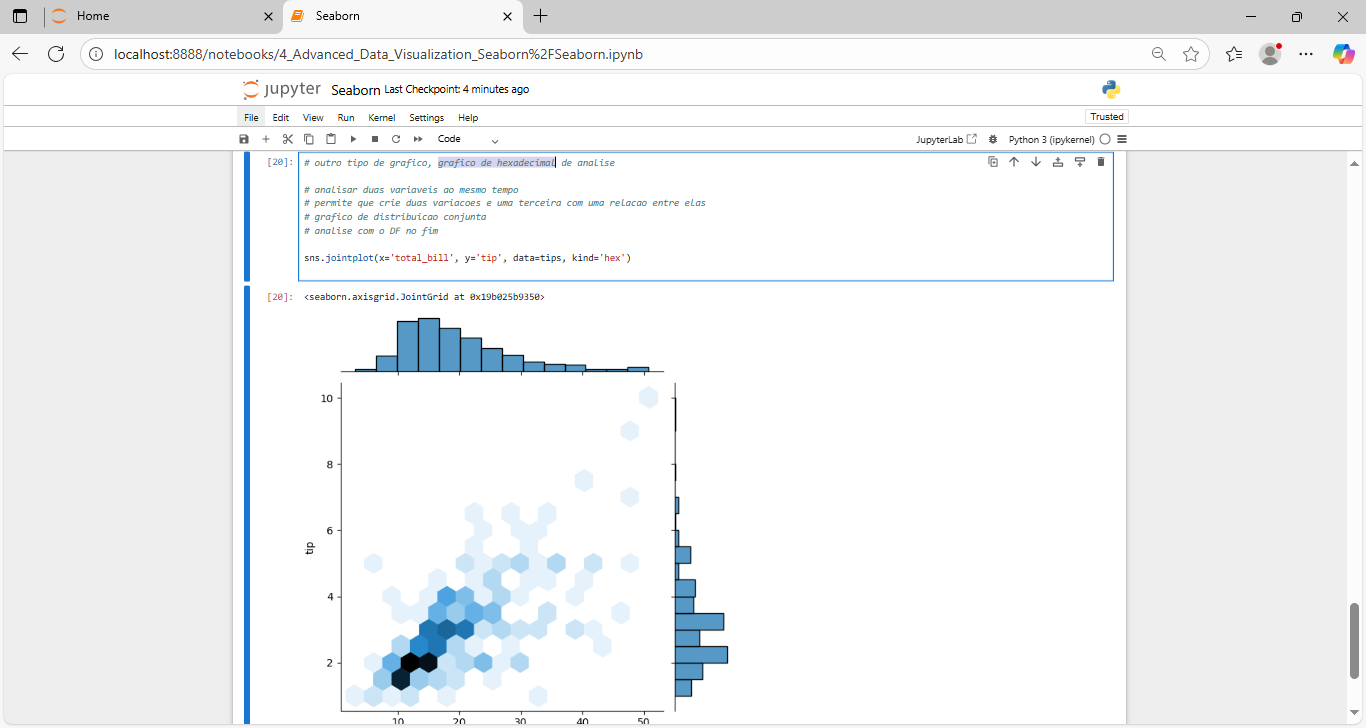 Home
Seaborn
localhost:8888/notebooks/4_Advanced_Data_Visualization_Seaborn%2FSeaborn.ipynb
jupyter Seaborn Last Checkpoint: 4 minutes ago
File Edit View Run Kernel Settings Help
Trusted
Code
JupyterLab
Python 3 (ipykernel)
[20]:
# outro tipo de grafico, grafico de hexadecimal de analise
# analisar duas variaveis ao mesmo tempo
# permite que crie duas variacoes e uma terceira com uma relacao entre elas
# grafico de distribuicao conjunta
# analise com o DF no fim
sns.jointplot(x='total_bill', y='tip', data=tips, kind='hex')
[20]:
<seaborn.axisgrid.JointGrid at 0x19b025b9350>
10
8
6
tip
4
2
10 20 30 40 50